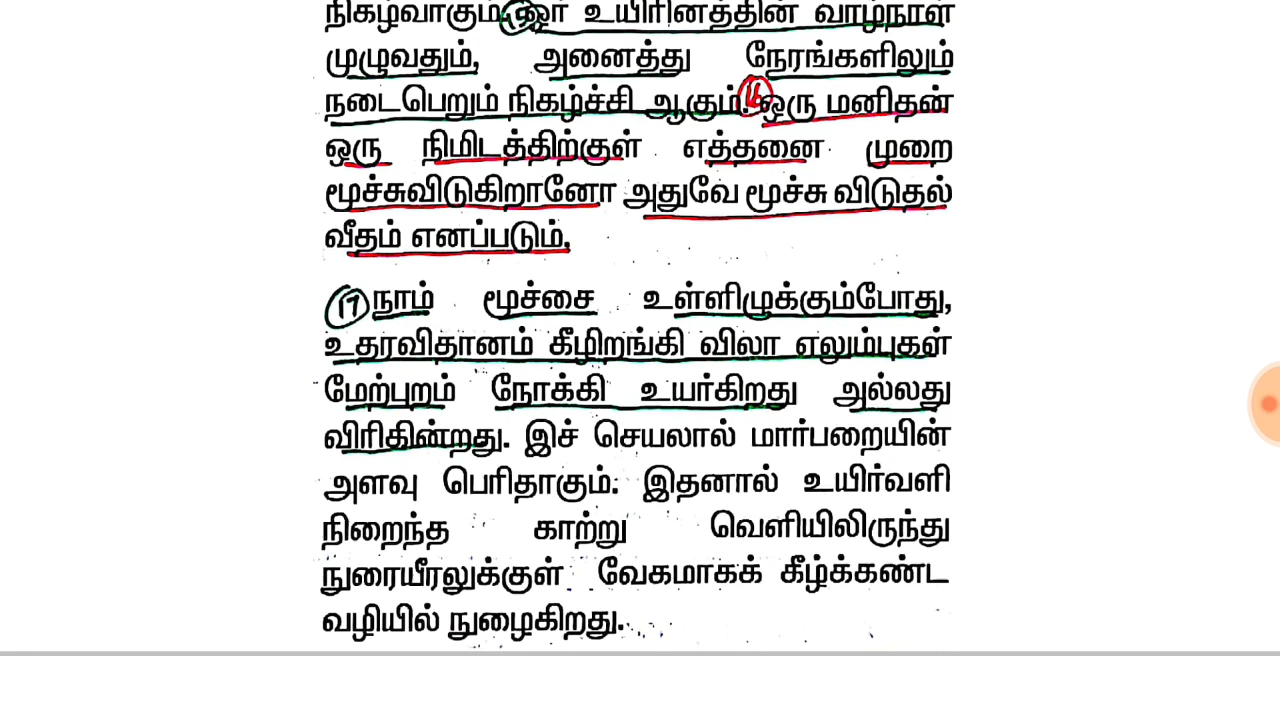 நிகழ்வாகும். ஓர் உயிரினத்தின் வாழ்நாள்
முழுவதும், அனைத்து நேரங்களிலும்
நடைபெறும் நிகழ்ச்சி ஆகும். 16 ஒரு மனிதன்
ஒரு நிமிடத்திற்குள் எத்தனை முறை
மூச்சுவிடுகிறானோ அதுவே மூச்சு விடுதல்
வீதம் எனப்படும்.
17 நாம் மூச்சை உள்ளிழுக்கும்போது,
உதரவிதானம் கீழிறங்கி விலா எலும்புகள்
மேற்புறம் நோக்கி உயர்கிறது அல்லது
விரிகின்றது. இச் செயலால் மார்பறையின்
அளவு பெரிதாகும். இதனால் உயிர்வளி
நிறைந்த காற்று வெளியிலிருந்து
நுரையீரலுக்குள் வேகமாகக் கீழ்க்கண்ட
வழியில் நுழைகிறது.